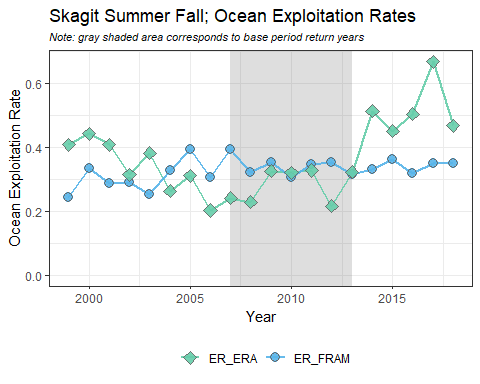 Skagit Summer Fall; Ocean Exploitation Rates
Note: gray shaded area corresponds to base period return years
Ocean Exploitation Rate
0.6
0.4
0.2
0.0
2000 2005 2010 2015
Year
ER_ERA ER_FRAM